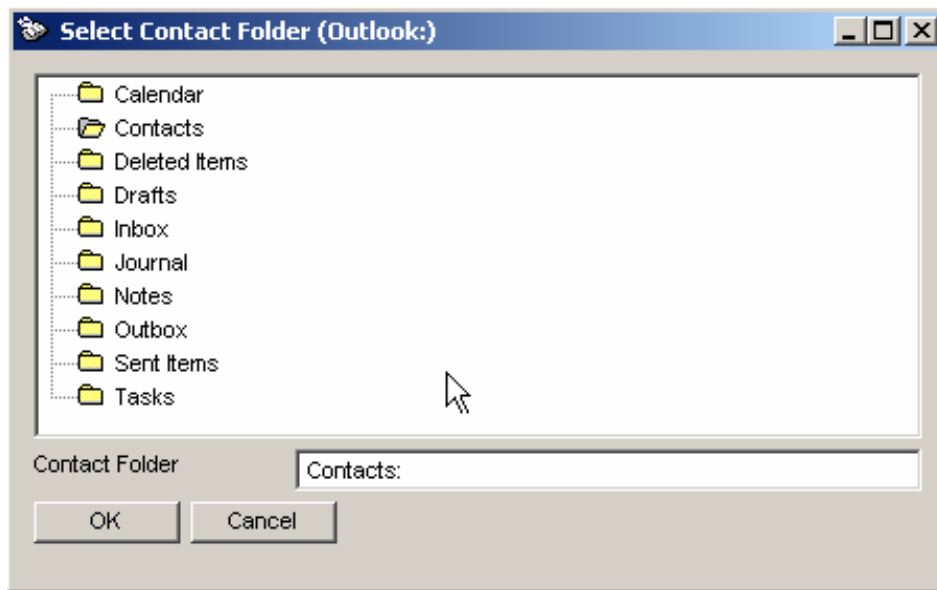 Select Contact Folder (Outlook:)
Calendar
Contacts
Deleted Items
Drafts
Inbox
Journal
Notes
Outbox
Sent Items
Tasks
Contact Folder Contacts:
OK Cancel